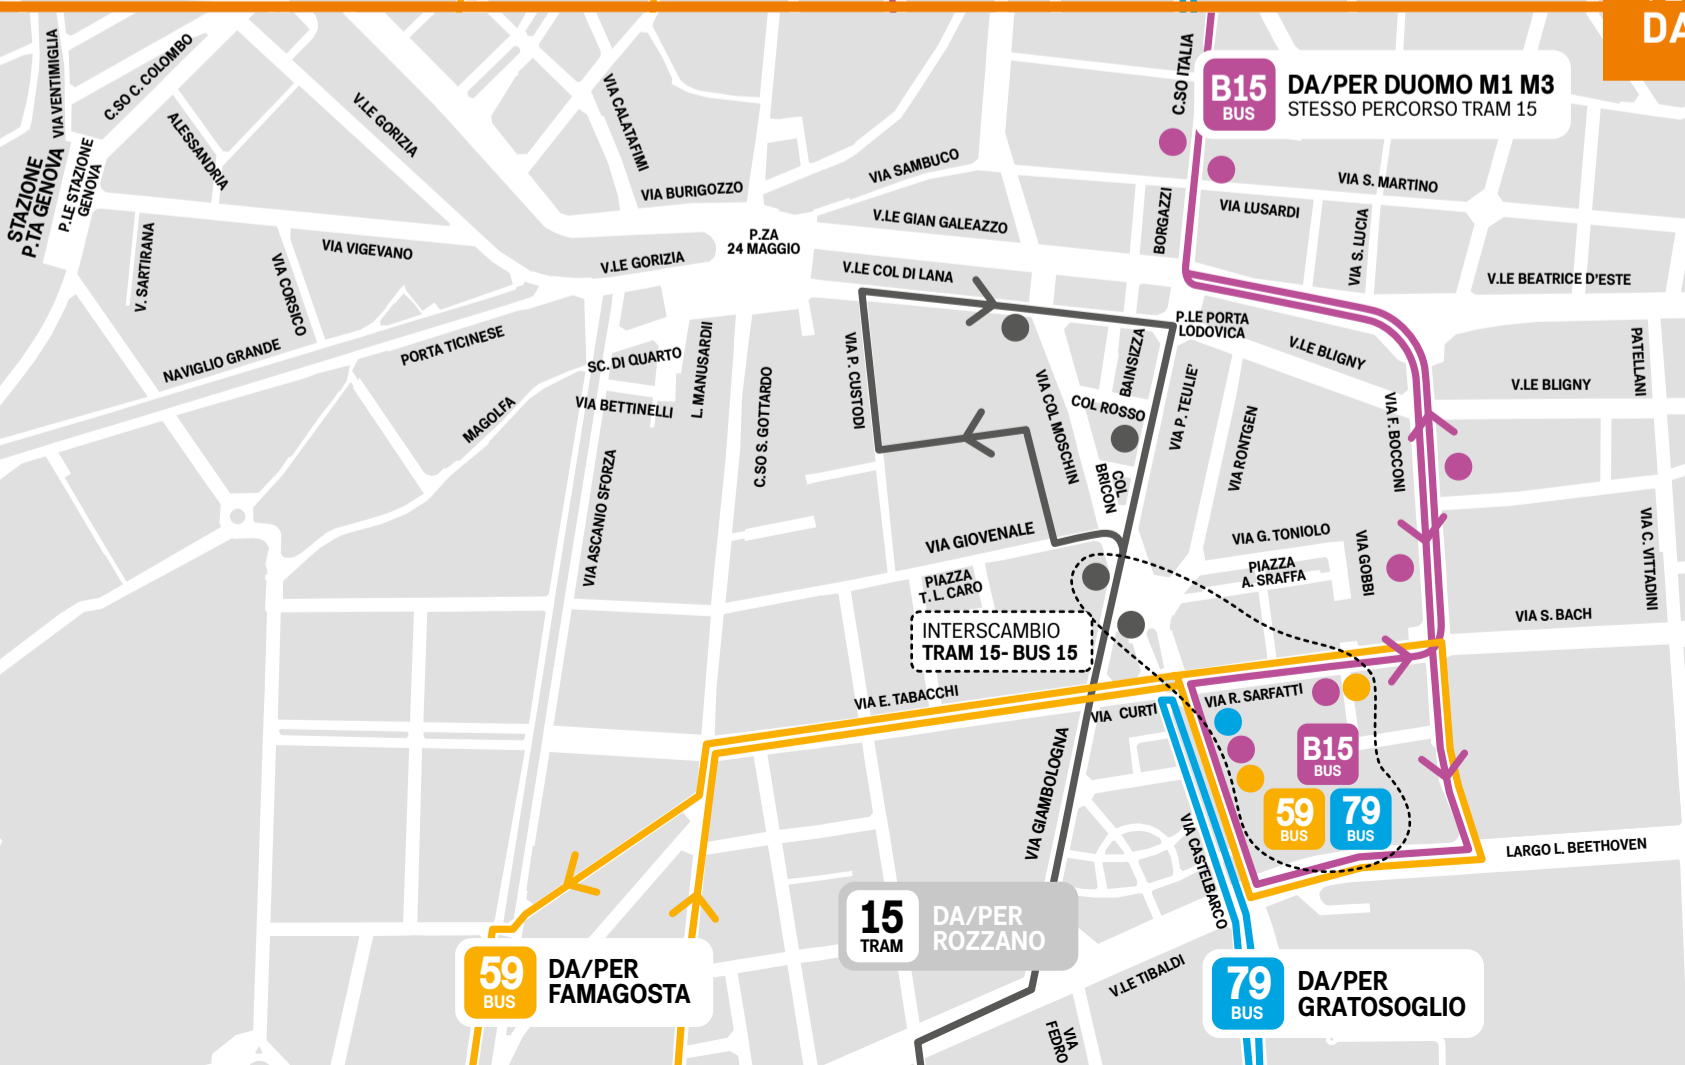 DA
VIA VENTIMIGLIA
C.SO C. COLOMBO
ALESSANDRIA
V.LE GORIZIA
VIA CALATAFIMI
C.SO ITALIA
B15
BUS
DA/PER DUOMO M1 M3
STESSO PERCORSO TRAM 15
STAZIONE
P.TA GENOVA
P.LE STAZIONE
GENOVA
VIA BURIGOZZO
VIA SAMBUCO
VIA S. MARTINO
VIA LUSARDI
BORGAZZI
VIA S. LUCIA
V. SARTIRANA
VIA CORSICO
VIA VIGEVANO
V.LE GORIZIA
P.ZA
24 MAGGIO
V.LE GIAN GALEAZZO
V.LE COL DI LANA
V.LE BEATRICE D'ESTE
NAVIGLIO GRANDE
PORTA TICINESE
SC. DI QUARTO
VIA BETTINELLI
L. MANUSARDII
MAGOLFA
C.SO S. GOTTARDO
VIA ASCANIO SFORZA
VIA P. CUSTODI
P.LE PORTA
LODOVICA
V.LE BLIGNY
V.LE BLIGNY
PATELLANI
BAINSIZZA
COL ROSSO
VIA COL MOSCHIN
COL
BRICON
VIA P. TEULIE'
VIA RONTGEN
VIA F. BOCCONI
VIA GIOVENALE
PIAZZA
T. L. CARO
VIA G. TONIOLO
PIAZZA
A. SRAFFA
VIA GOBBI
VIA C. VITTADINI
VIA S. BACH
INTERSCAMBIO
TRAM 15- BUS 15
VIA E. TABACCHI
VIA CURTI
VIA R. SARFATTI
B15
BUS
59
BUS
79
BUS
VIA GIAMBOLOGNA
VIA CASTELBARCO
LARGO L. BEETHOVEN
15
TRAM
DA/PER
ROZZANO
59
BUS
DA/PER
FAMAGOSTA
V.LE TIBALDI
79
BUS
DA/PER
GRATOSOGLIO
VIA
FEDRO